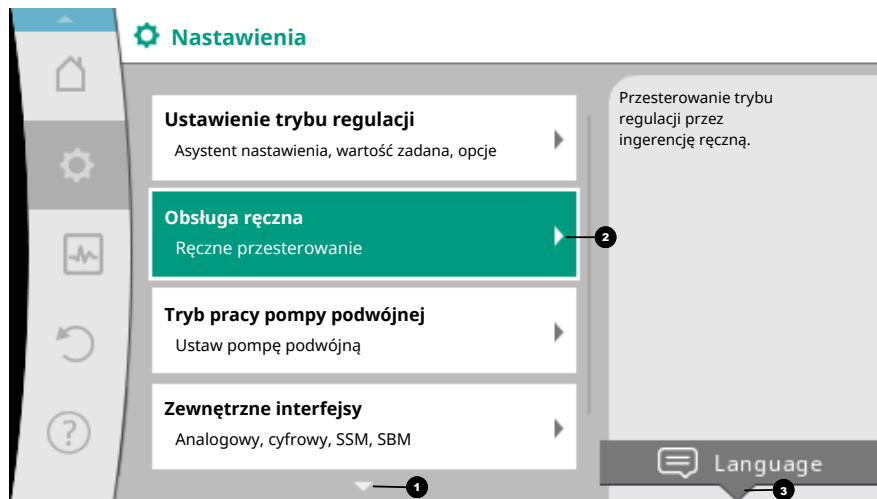 Nastawienia
Ustawienie trybu regulacji
Asystent nastawienia, wartość zadana, opcje
Obsługa ręczna
Ręczne przesterowanie
2
Tryb pracy pompy podwójnej
Ustaw pompę podwójną
Zewnętrzne interfejsy
Analogowy, cyfrowy, SSM, SBM
1
Przesterowanie trybu
regulacji przez
ingerencję ręczną.
?
Language
3